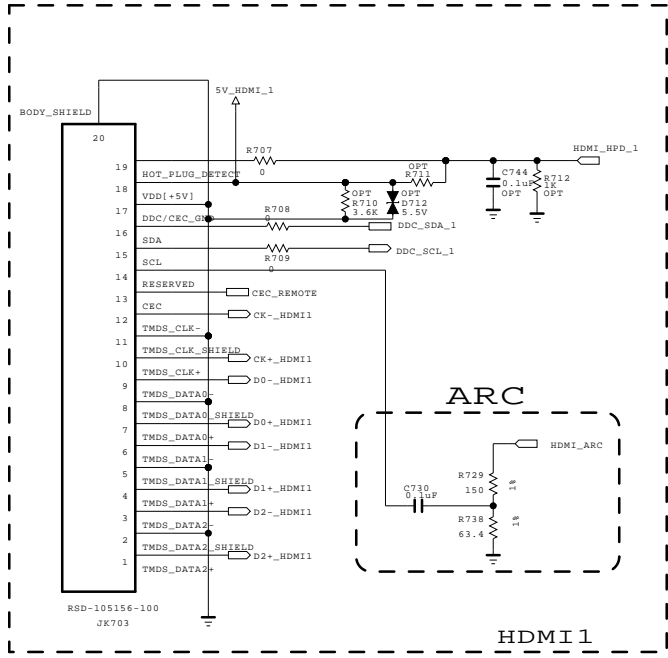 5V_HDMI_1
BODY_SHIELD
20
R707
0
HDMI_HPD_1
19
HOT_PLUG_DETECT
OPT
R711
C744
0.1uF
OPT
R712
1K
OPT
18
VDD[+5V]
OPT
R710
3.6K
OPT
D712
5.5V
17
DDC/CEC_GND
R708
0
DDC_SDA_1
16
SDA
15
R709
0
DDC_SCL_1
SCL
14
RESERVED
13
CEC_REMOTE
CEC
12
CK-_HDMI1
TMDS_CLK-
11
TMDS_CLK_SHIELD
10
CK+_HDMI1
TMDS_CLK+
9
D0-_HDMI1
TMDS_DATA0-
8
TMDS_DATA0_SHIELD
7
D0+_HDMI1
TMDS_DATA0+
6
D1-_HDMI1
TMDS_DATA1-
5
TMDS_DATA1_SHIELD
4
D1+_HDMI1
TMDS_DATA1+
3
D2-_HDMI1
TMDS_DATA2-
2
TMDS_DATA2_SHIELD
1
D2+_HDMI1
TMDS_DATA2+
ARC
HDMI_ARC
R729
150
1%
C730
0.1uF
R738
63.4
1%
RSD-105156-100
JK703
HDMI1